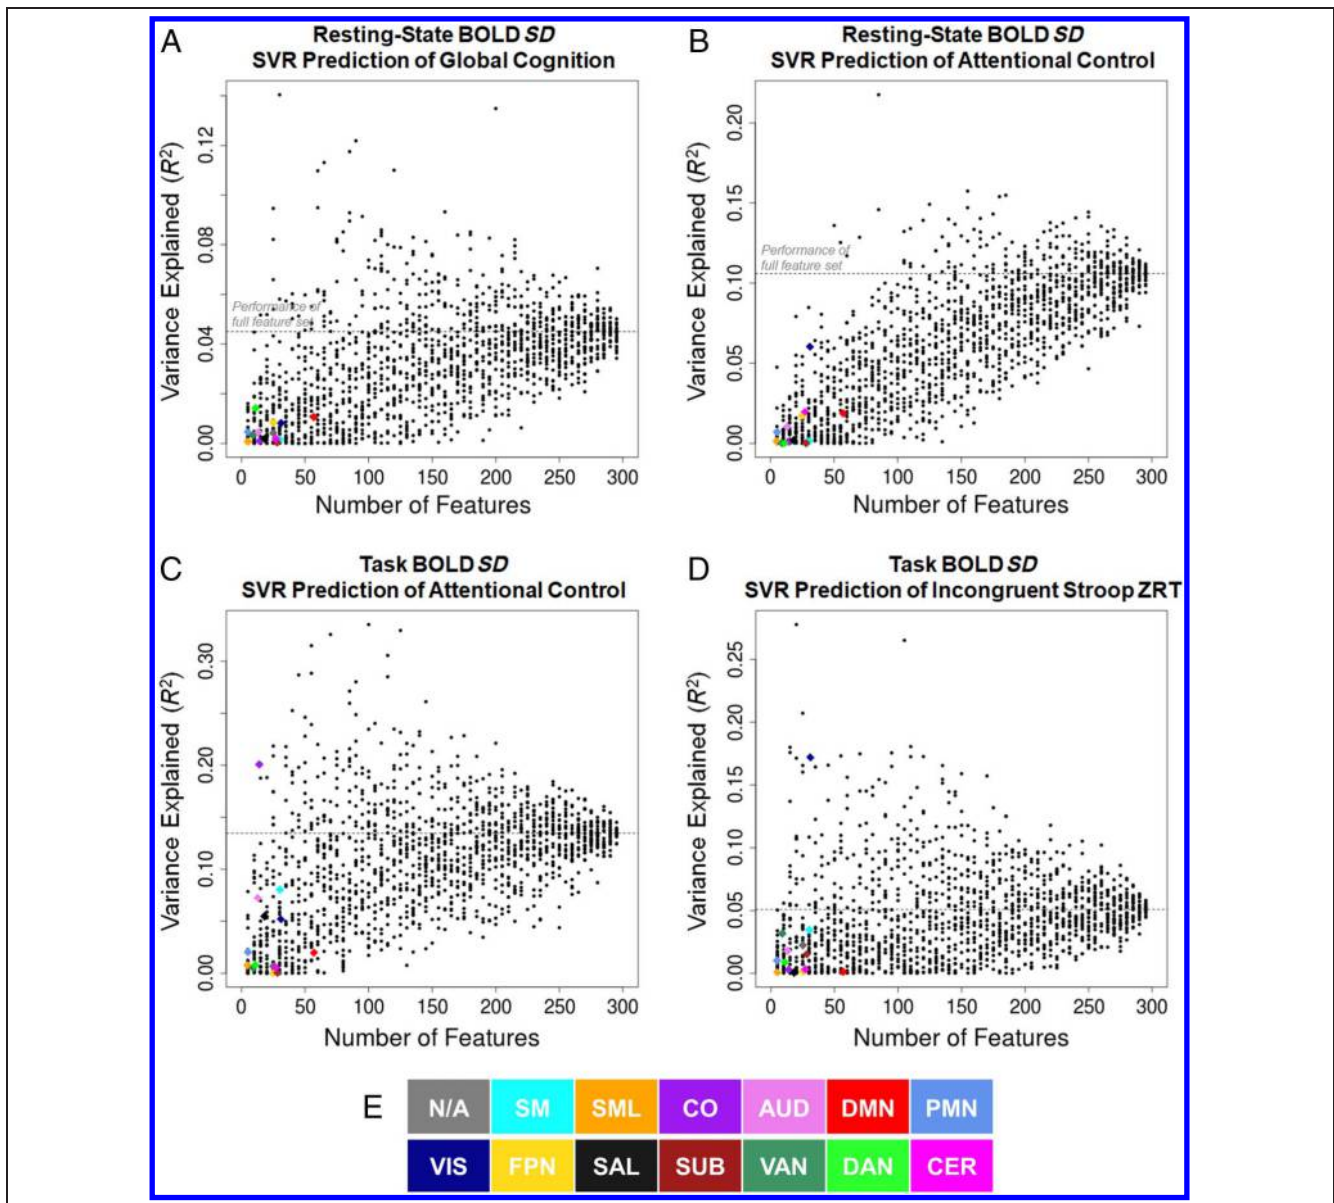 A
Resting-State BOLD SD
SVR Prediction of Global Cognition
Variance Explained (R²)
0.12
0.08
0.04
0.00
Performance of
full feature set
0 50 100 150 200 250 300
Number of Features
B
Resting-State BOLD SD
SVR Prediction of Attentional Control
Variance Explained (R²)
0.20
0.15
0.10
0.05
0.00
Performance of
full feature set
0 50 100 150 200 250 300
Number of Features
C
Task BOLD SD
SVR Prediction of Attentional Control
Variance Explained (R²)
0.30
0.20
0.10
0.00
0 50 100 150 200 250 300
Number of Features
D
Task BOLD SD
SVR Prediction of Incongruent Stroop ZRT
Variance Explained (R²)
0.25
0.20
0.15
0.10
0.05
0.00
0 50 100 150 200 250 300
Number of Features
E
N/A SM SML CO AUD DMN PMN
VIS FPN SAL SUB VAN DAN CER